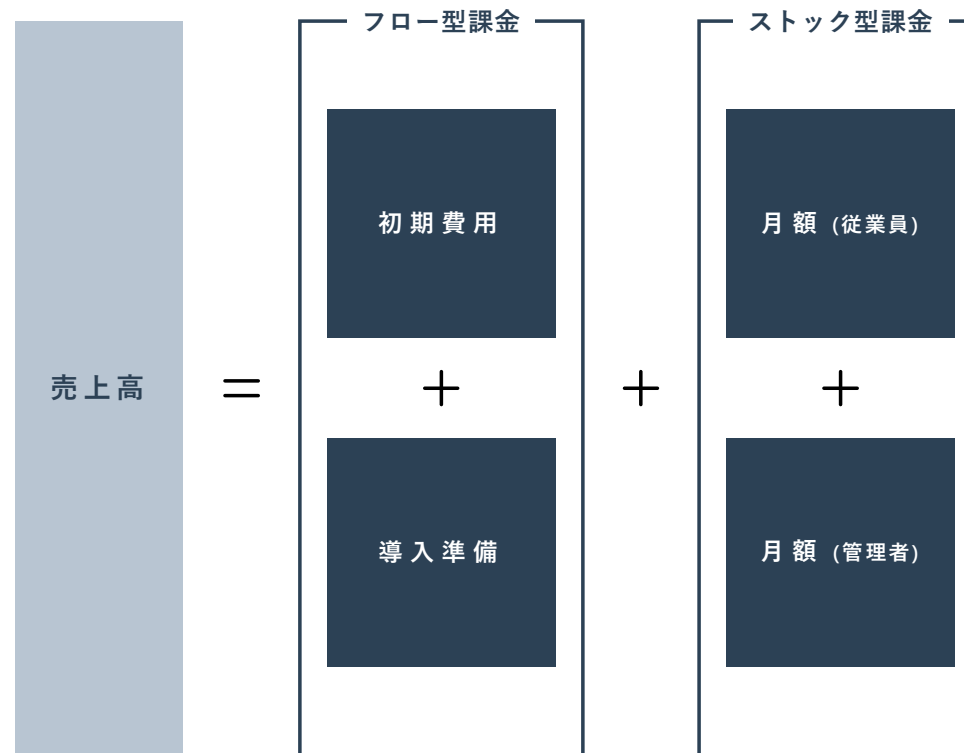 フロー型課金
ストック型課金
初期費用
月額 (従業員)
売上高
=
+
+
+
導入準備
月額 (管理者)